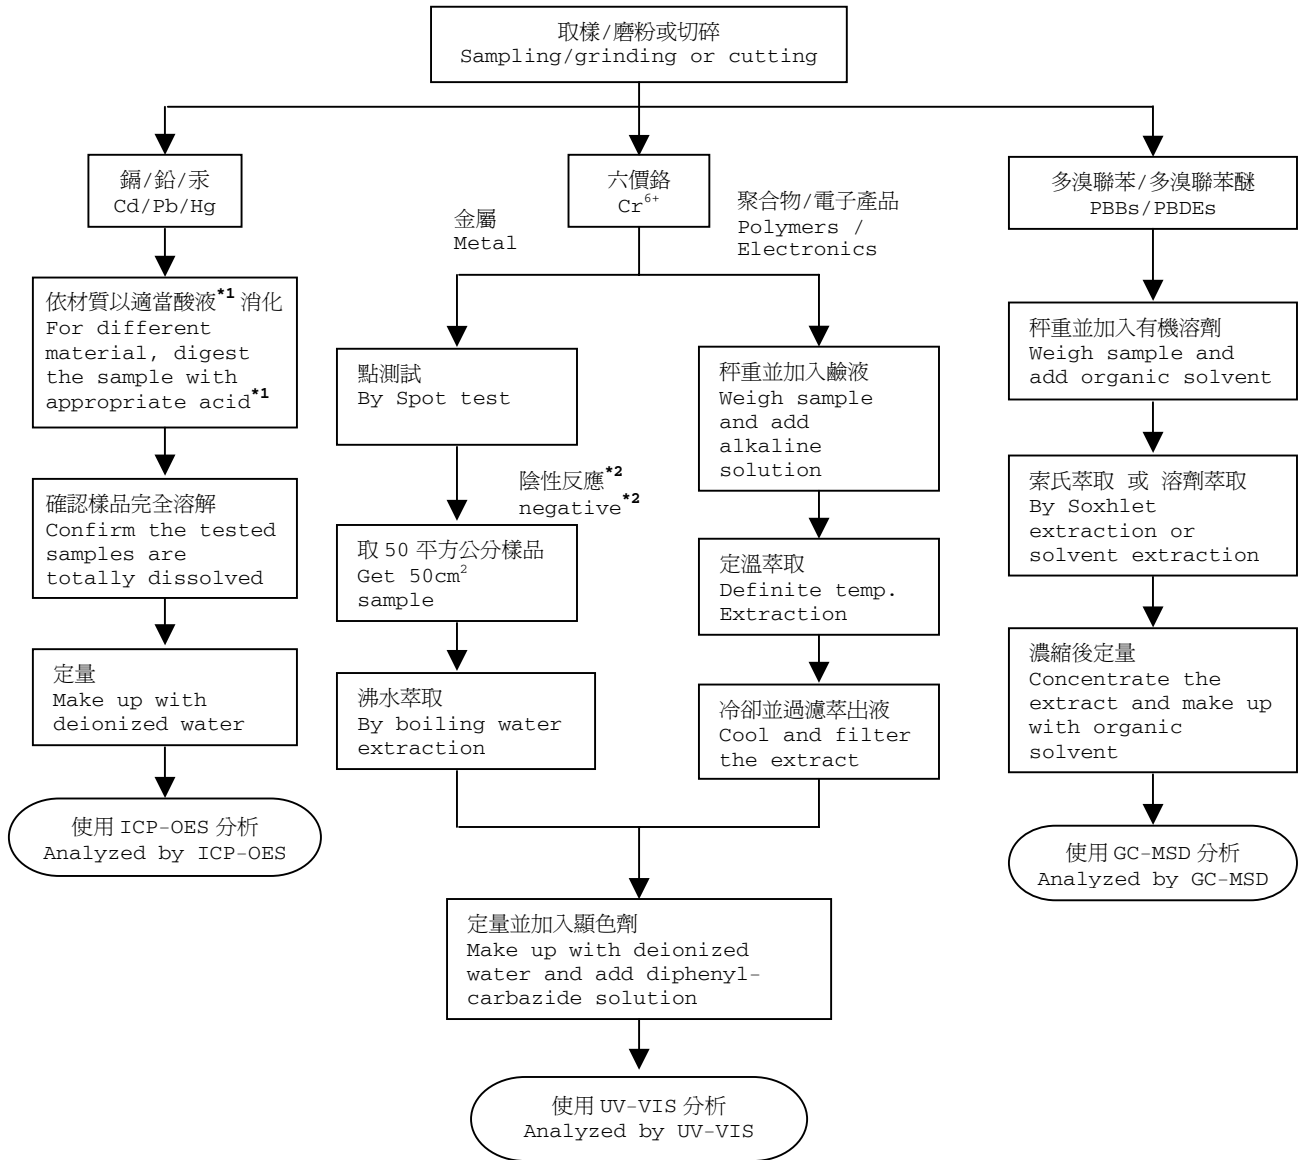 取樣/磨粉或切碎
Sampling/grinding or cutting
鎘/鉛/汞
Cd/Pb/Hg
依材質以適當酸液*1 消化
For different
material, digest
the sample with
appropriate acid*1
確認樣品完全溶解
Confirm the tested
samples are
totally dissolved
定量
Make up with
deionized water
使用 ICP-OES 分析
Analyzed by ICP-OES
六價鉻
Cr6+
金屬
Metal
點測試
By Spot test
陰性反應*2
negative*2
取 50 平方公分樣品
Get 50cm2
sample
沸水萃取
By boiling water
extraction
聚合物/電子產品
Polymers /
Electronics
秤重並加入鹼液
Weigh sample
and add
alkaline
solution
定溫萃取
Definite temp.
Extraction
冷卻並過濾萃出液
Cool and filter
the extract
定量並加入顯色劑
Make up with deionized
water and add diphenyl-
carbazide solution
使用 UV-VIS 分析
Analyzed by UV-VIS
多溴聯苯/多溴聯苯醚
PBBs/PBDEs
秤重並加入有機溶劑
Weigh sample and
add organic solvent
索氏萃取 或 溶劑萃取
By Soxhlet
extraction or
solvent extraction
濃縮後定量
Concentrate the
extract and make up
with organic
solvent
使用 GC-MSD 分析
Analyzed by GC-MSD